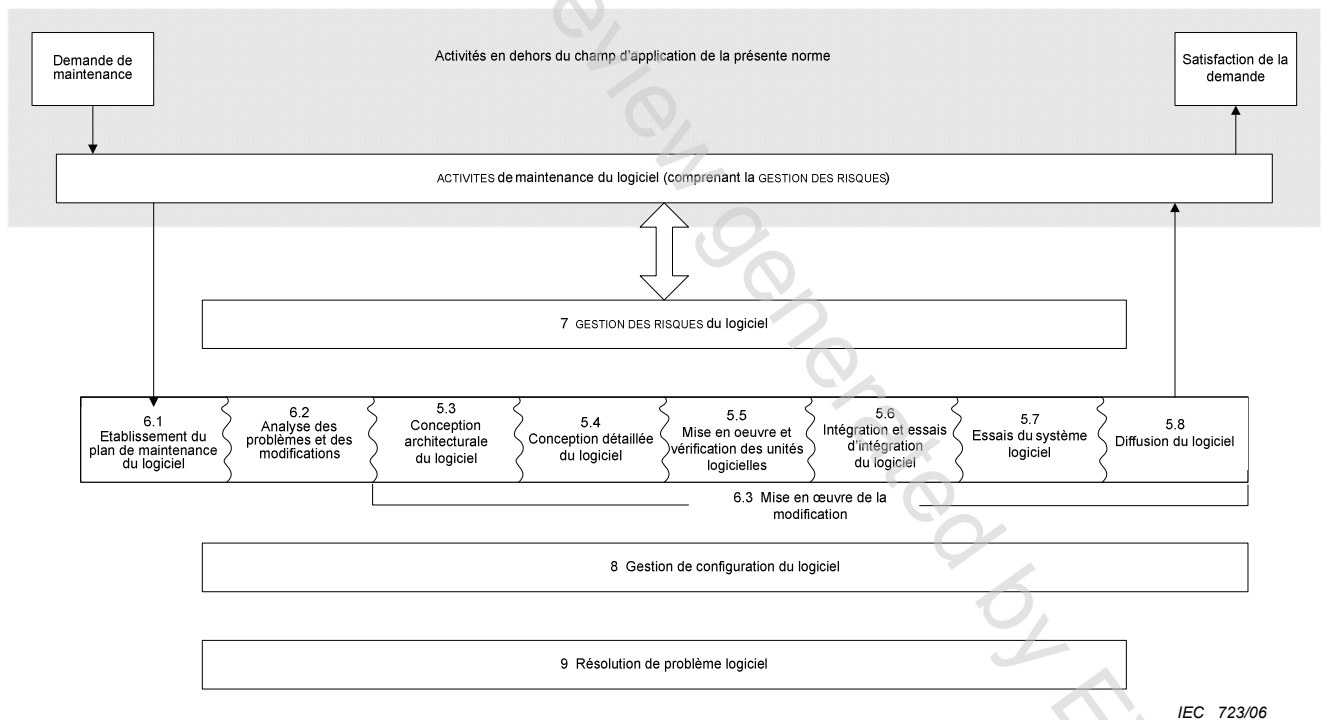 Demande de
maintenance
Activités en dehors du champ d'application de la présente norme
Satisfaction de la
demande
ACTIVITES de maintenance du logiciel (comprenant la GESTION DES RISQUES)
7 GESTION DES RISQUES du logiciel
6.1
Etablissement du
plan de maintenance
du logiciel
6.2
Analyse des
problèmes et des
modifications
5.3
Conception
architecturale
du logiciel
5.4
Conception détaillée
du logiciel
5.5
Mise en oeuvre et
vérification des unités
logicielles
5.6
Intégration et essais
d'intégration
du logiciel
5.7
Essais du système
logiciel
5.8
Diffusion du logiciel
6.3 Mise en œuvre de la
modification
8 Gestion de configuration du logiciel
9 Résolution de problème logiciel
IEC 723/06
eview generated by E